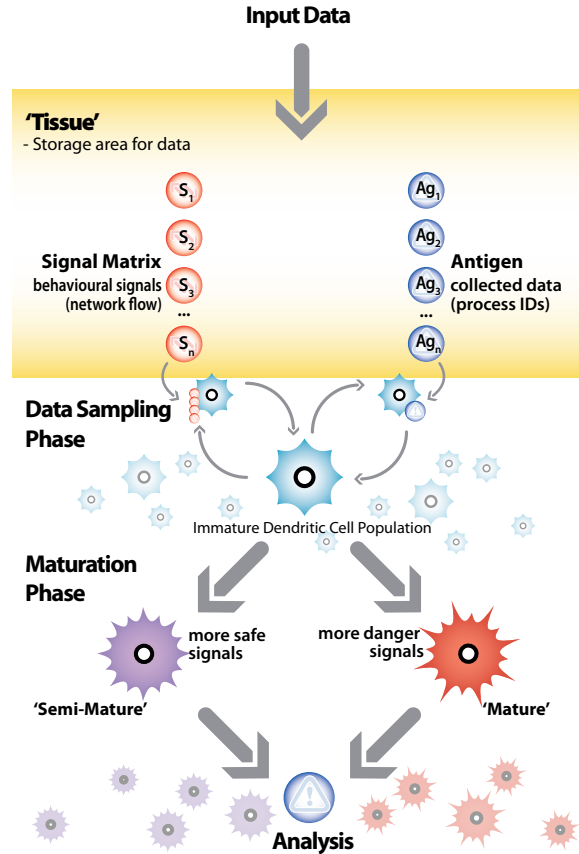 Input Data
'Tissue'
- Storage area for data
S1
Ag1
S2
Ag2
Signal Matrix
behavioural signals
(network flow)
S3
...
Sn
Antigen
collected data
(process IDs)
Ag3
...
Agn
Data Sampling
Phase
Immature Dendritic Cell Population
Maturation
Phase
more safe
signals
more danger
signals
'Semi-Mature'
'Mature'
Analysis